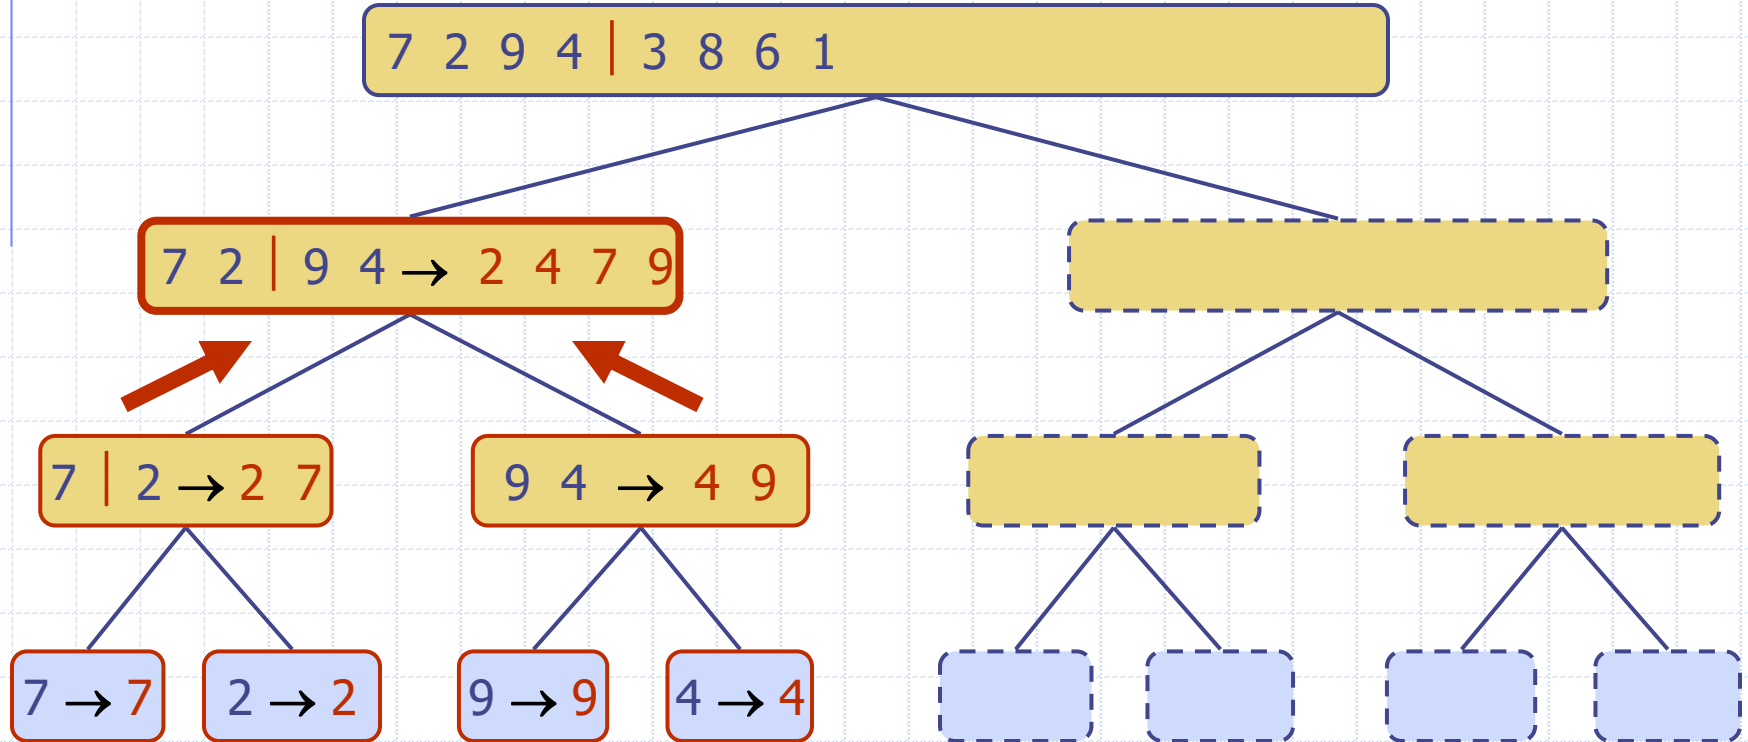 7 2 9 4 | 3 8 6 1
7 2 | 9 4 → 2 4 7 9
7 | 2 → 2 7
9 4 → 4 9
7 → 7
2 → 2
9 → 9
4 → 4